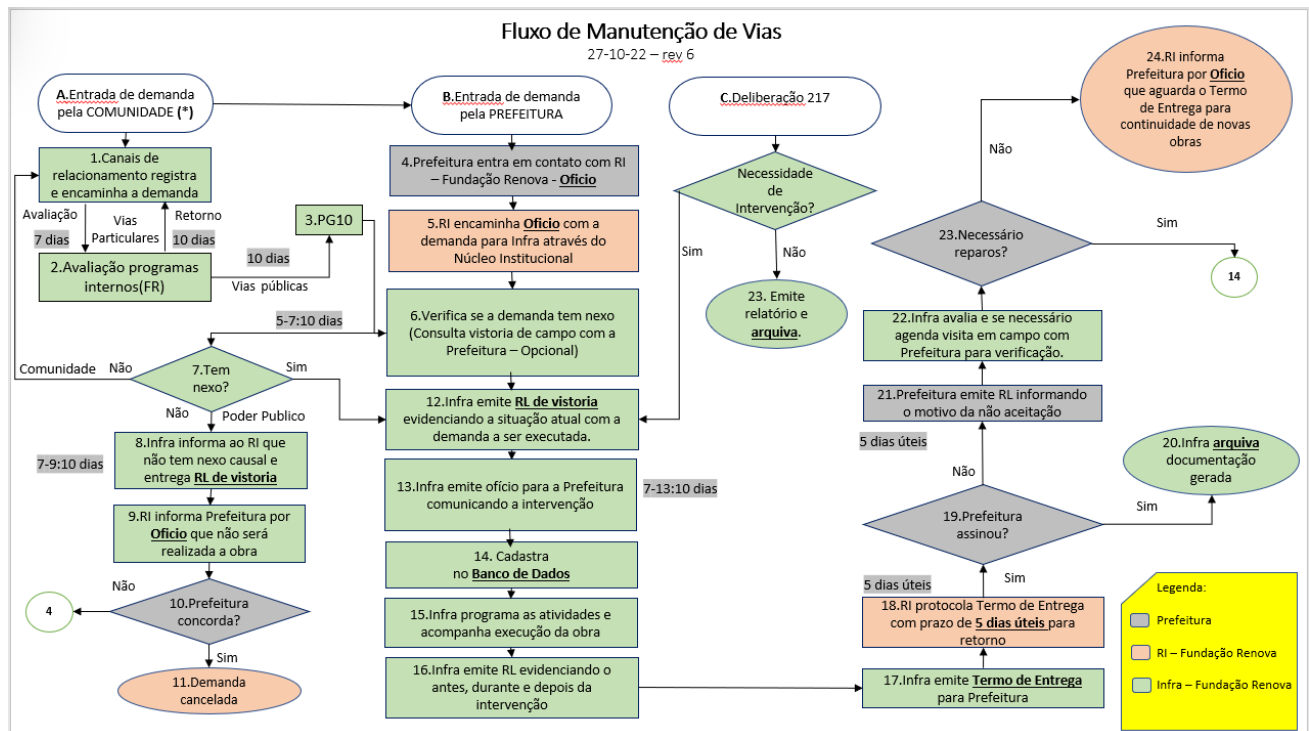 Fluxo de Manutenção de Vias
27-10-22 – rev 6
A.Entrada de demanda
pela COMUNIDADE (*)
B.Entrada de demanda
pela PREFEITURA
C.Deliberação 217
1.Canais de
relacionamento registra
e encaminha a demanda
Avaliação
7 dias
Vias
Particulares
Retorno
10 dias
2.Avaliação programas
internos(FR)
3.PG10
10 dias
Vias públicas
4.Prefeitura entra em contato com RI
– Fundação Renova - Oficio
5.RI encaminha Oficio com a
demanda para Infra através do
Núcleo Institucional
5-7:10 dias
6.Verifica se a demanda tem nexo
(Consulta vistoria de campo com a
Prefeitura – Opcional)
Comunidade
Não
7.Tem
nexo?
Sim
Não
Poder Publico
8.Infra informa ao RI que
não tem nexo causal e
entrega RL de vistoria
7-9:10 dias
9.RI informa Prefeitura por
Oficio que não será
realizada a obra
Não
4
10.Prefeitura
concorda?
Sim
11.Demanda
cancelada
12.Infra emite RL de vistoria
evidenciando a situação atual com a
demanda a ser executada.
13.Infra emite ofício para a Prefeitura
comunicando a intervenção
7-13:10 dias
14. Cadastra
no Banco de Dados
15.Infra programa as atividades e
acompanha execução da obra
16.Infra emite RL evidenciando o
antes, durante e depois da
intervenção
Necessidade
de
Intervenção?
Sim
Não
23. Emite
relatório e
arquiva.
24.RI informa
Prefeitura por Oficio
que aguarda o Termo
de Entrega para
continuidade de novas
obras
Não
23.Necessário
reparos?
Sim
14
22.Infra avalia e se necessário
agenda visita em campo com
Prefeitura para verificação.
21.Prefeitura emite RL informando
o motivo da não aceitação
5 dias úteis
Não
20.Infra arquiva
documentação
gerada
19.Prefeitura
assinou?
Sim
5 dias úteis
Sim
18.RI protocola Termo de Entrega
com prazo de 5 dias úteis para
retorno
17.Infra emite Termo de Entrega
para Prefeitura
Legenda:
Prefeitura
RI – Fundação Renova
Infra – Fundação Renova